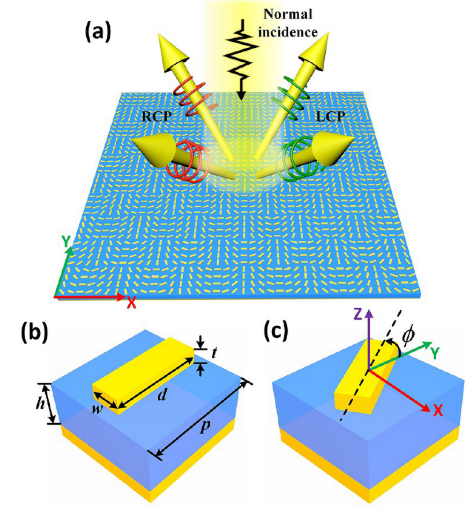 (a)
Normal
incidence
RCP
LCP
Y
X
(b)
t
h
w
d
p
(c)
Z
ϕ
Y
X